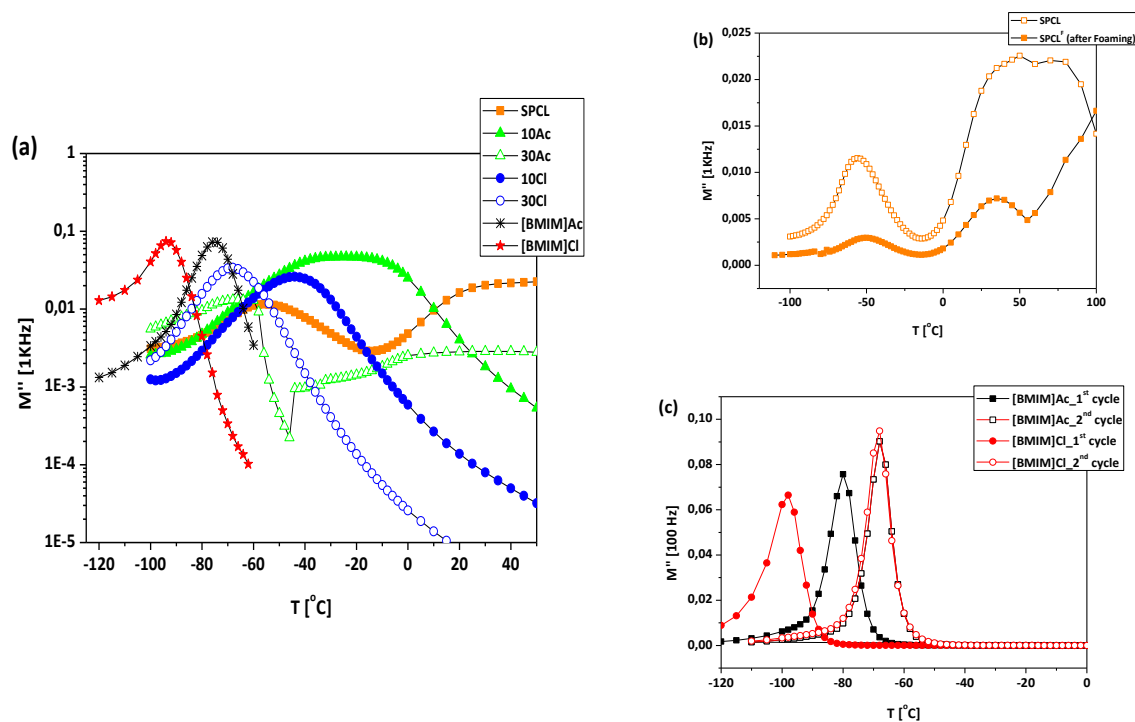 (a)
SPCL
10Ac
30Ac
10Cl
30Cl
[BMIM]Ac
[BMIM]Cl
M'' [1KHz]
1
0,1
0,01
1E-3
1E-4
1E-5
-120 -100 -80 -60 -40 -20 0 20 40
T [°C]
(b)
SPCL
SPCL^F (after Foaming)
M'' [1KHz]
0,025
0,020
0,015
0,010
0,005
0,000
-100 -50 0 50 100
T [°C]
(c)
[BMIM]Ac_1st cycle
[BMIM]Ac_2nd cycle
[BMIM]Cl_1st cycle
[BMIM]Cl_2nd cycle
M'' [100 Hz]
0,10
0,08
0,06
0,04
0,02
0,00
-120 -100 -80 -60 -40 -20 0
T [°C]